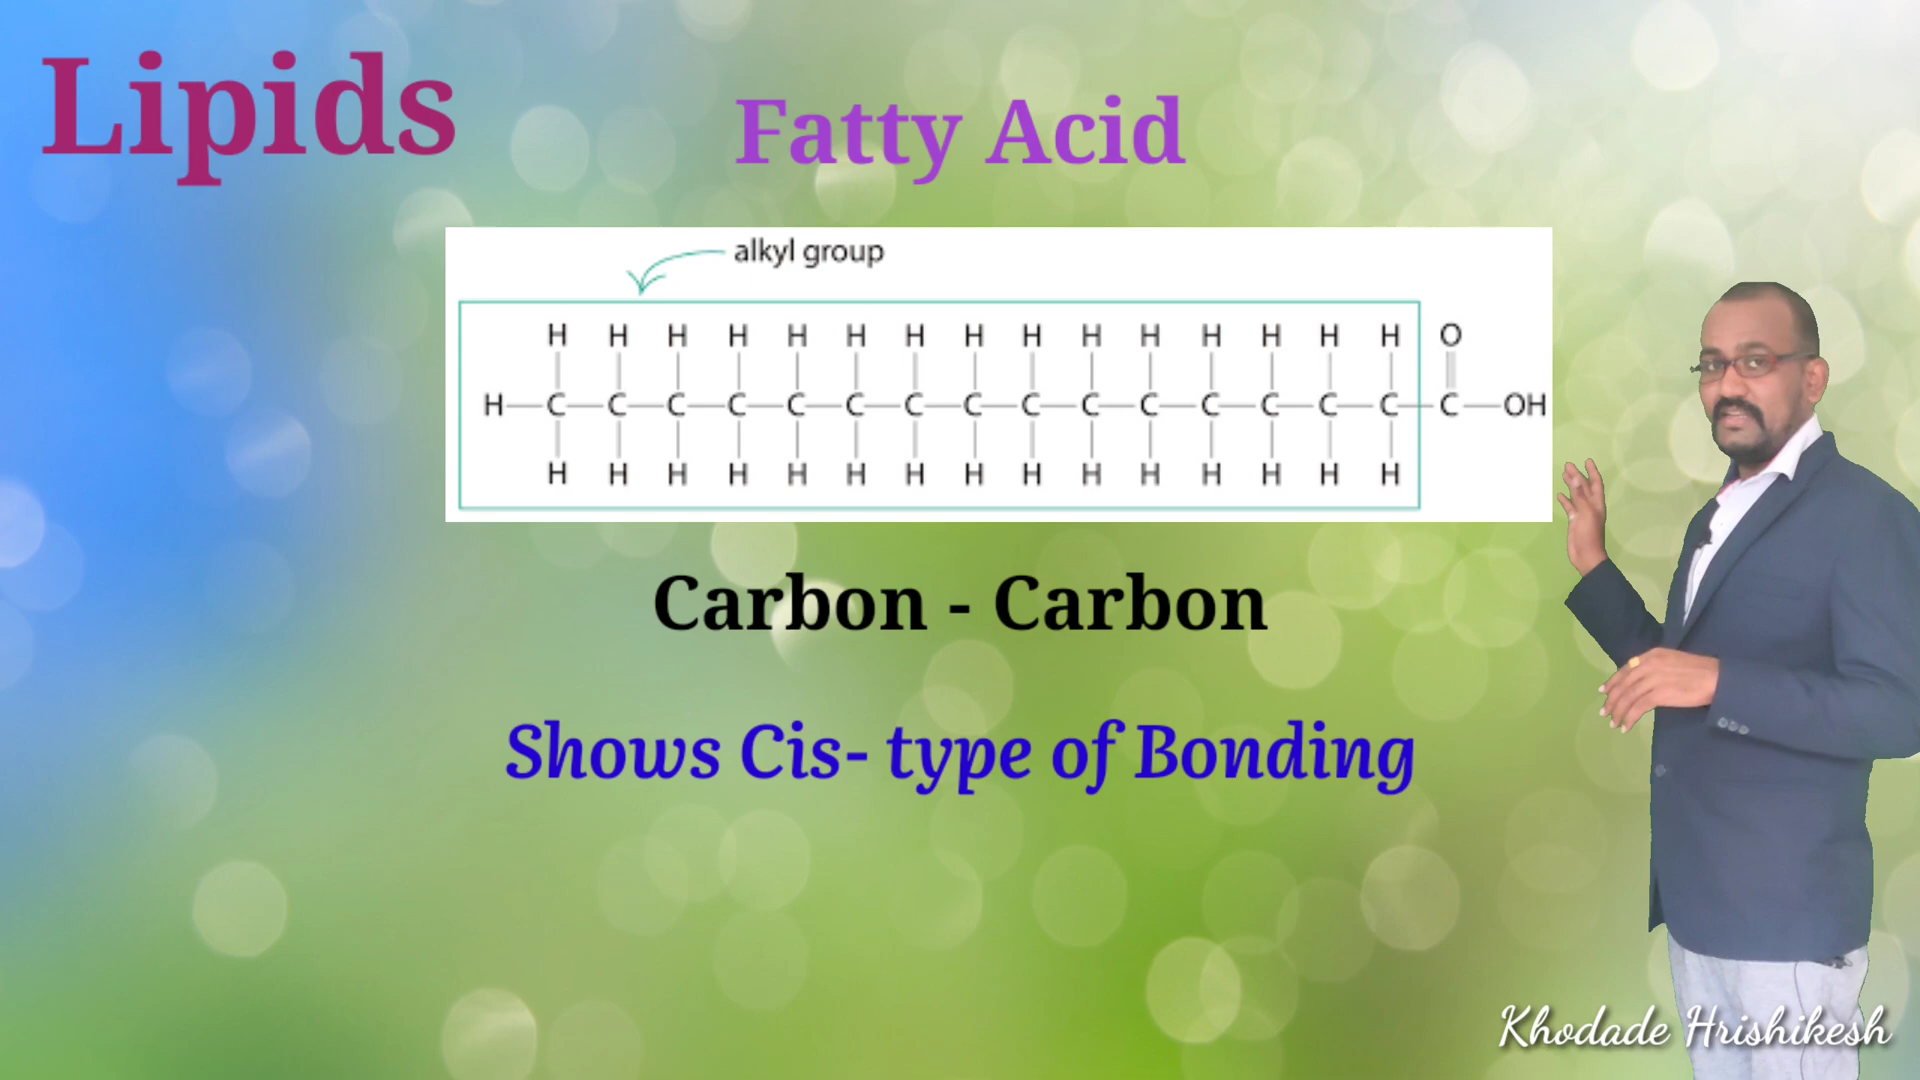 Lipids
Fatty Acid
alkyl group
H H H H H H H H H H H H H H H O
H C C C C C C C C C C C C C C C C OH
H H H H H H H H H H H H H H H
Carbon - Carbon
Shows Cis- type of Bonding
Khodade Hrishikesh